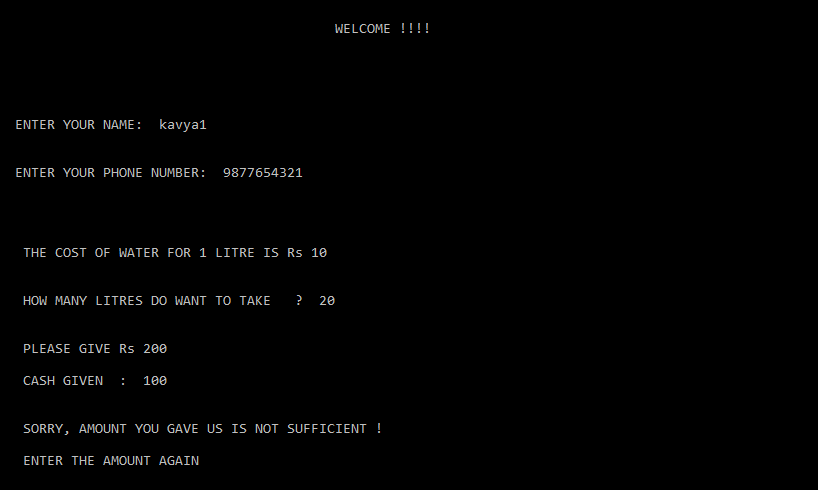 WELCOME !!!!
ENTER YOUR NAME:  kavya1
ENTER YOUR PHONE NUMBER:  9877654321
THE COST OF WATER FOR 1 LITRE IS Rs 10
HOW MANY LITRES DO WANT TO TAKE   ?  20
PLEASE GIVE Rs 200
CASH GIVEN  :  100
SORRY, AMOUNT YOU GAVE US IS NOT SUFFICIENT !
ENTER THE AMOUNT AGAIN